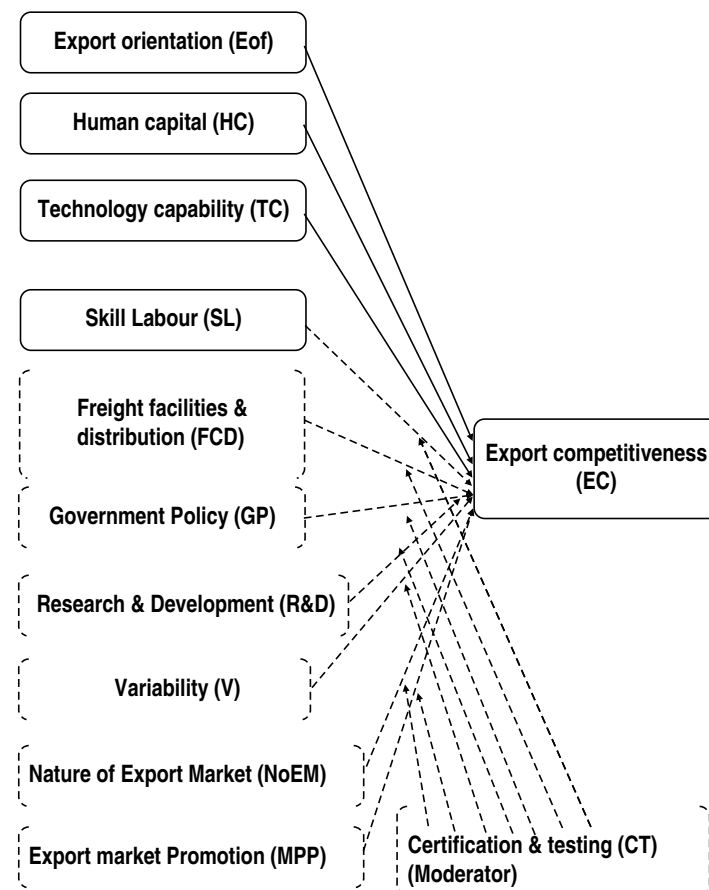 Export orientation (Eof)
Human capital (HC)
Technology capability (TC)
Skill Labour (SL)
Freight facilities &
distribution (FCD)
Government Policy (GP)
Research & Development (R&D)
Variability (V)
Nature of Export Market (NoEM)
Export market Promotion (MPP)
Export competitiveness
(EC)
Certification & testing (CT)
(Moderator)